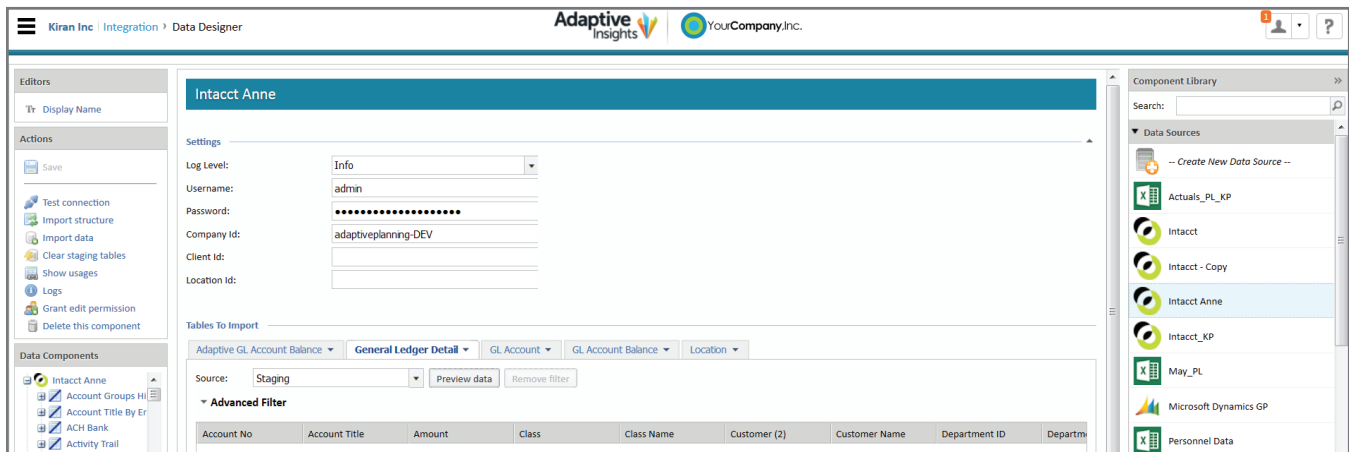 Kiran Inc | Integration › Data Designer
Adaptive Insights
YourCompany,Inc.
1
?
Editors
Tr Display Name
Actions
Save
Test connection
Import structure
Import data
Clear staging tables
Show usages
Logs
Grant edit permission
Delete this component
Data Components
Intacct Anne
Account Groups Hi
Account Title By Er
ACH Bank
Activity Trail
Intacct Anne
Settings
Log Level: Info
Username: admin
Password: ••••••••••••••••••••
Company Id: adaptiveplanning-DEV
Client Id:
Location Id:
Tables To Import
Adaptive GL Account Balance General Ledger Detail GL Account GL Account Balance Location
Source: Staging Preview data Remove filter
Advanced Filter
Account No Account Title Amount Class Class Name Customer (2) Customer Name Department ID Departme
Component Library »
Search:
Data Sources
-- Create New Data Source --
Actuals_PL_KP
Intacct
Intacct - Copy
Intacct Anne
Intacct_KP
May_PL
Microsoft Dynamics GP
Personnel Data